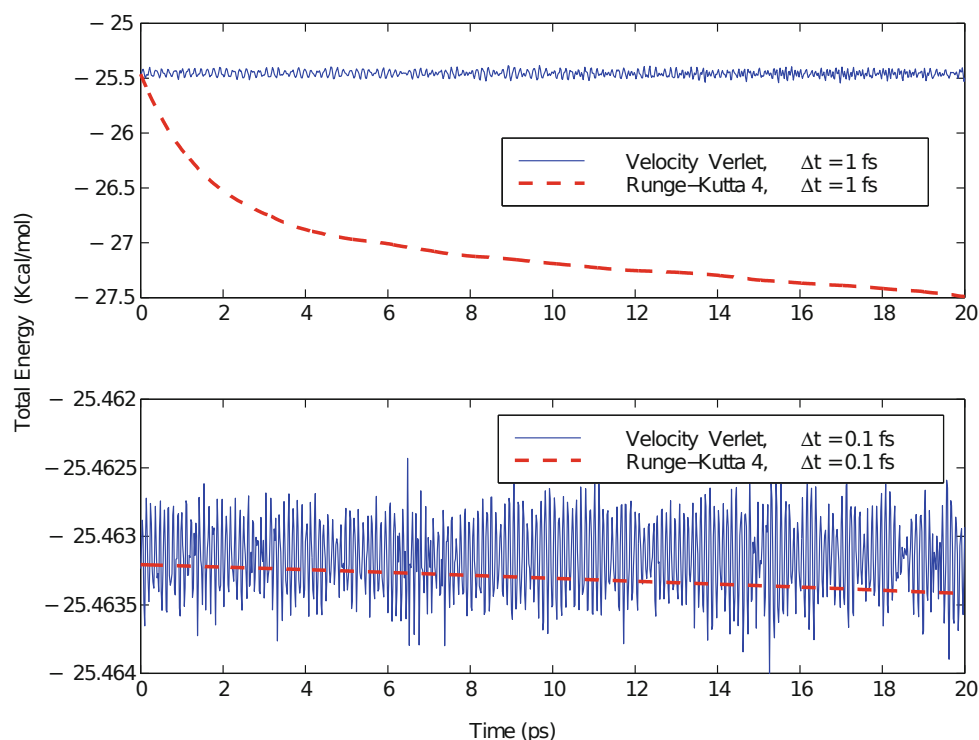 − 25
− 25.5
− 26
− 26.5
− 27
− 27.5
0 2 4 6 8 10 12 14 16 18 20
Velocity Verlet, Δt = 1 fs
Runge−Kutta 4, Δt = 1 fs
Total Energy (Kcal/mol)
− 25.462
− 25.4625
− 25.463
− 25.4635
− 25.464
0 2 4 6 8 10 12 14 16 18 20
Velocity Verlet, Δt = 0.1 fs
Runge−Kutta 4, Δt = 0.1 fs
Time (ps)